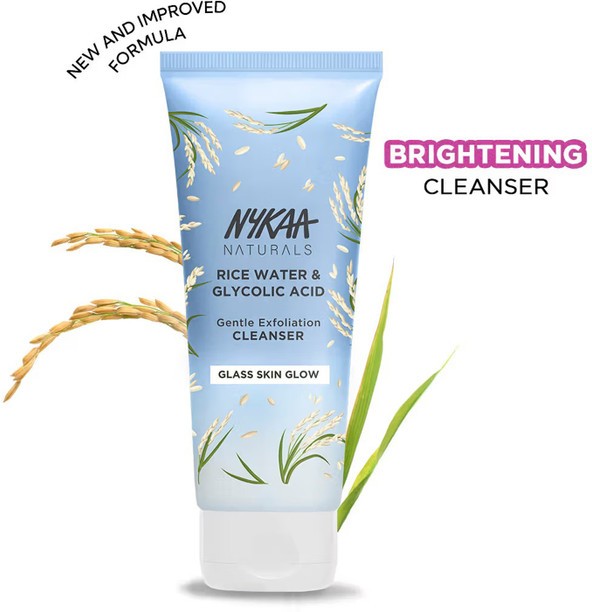 NEW AND IMPROVED
FORMULA
BRIGHTENING
CLEANSER
NYKAA
NATURALS
RICE WATER &
GLYCOLIC ACID
Gentle Exfoliation
CLEANSER
GLASS SKIN GLOW